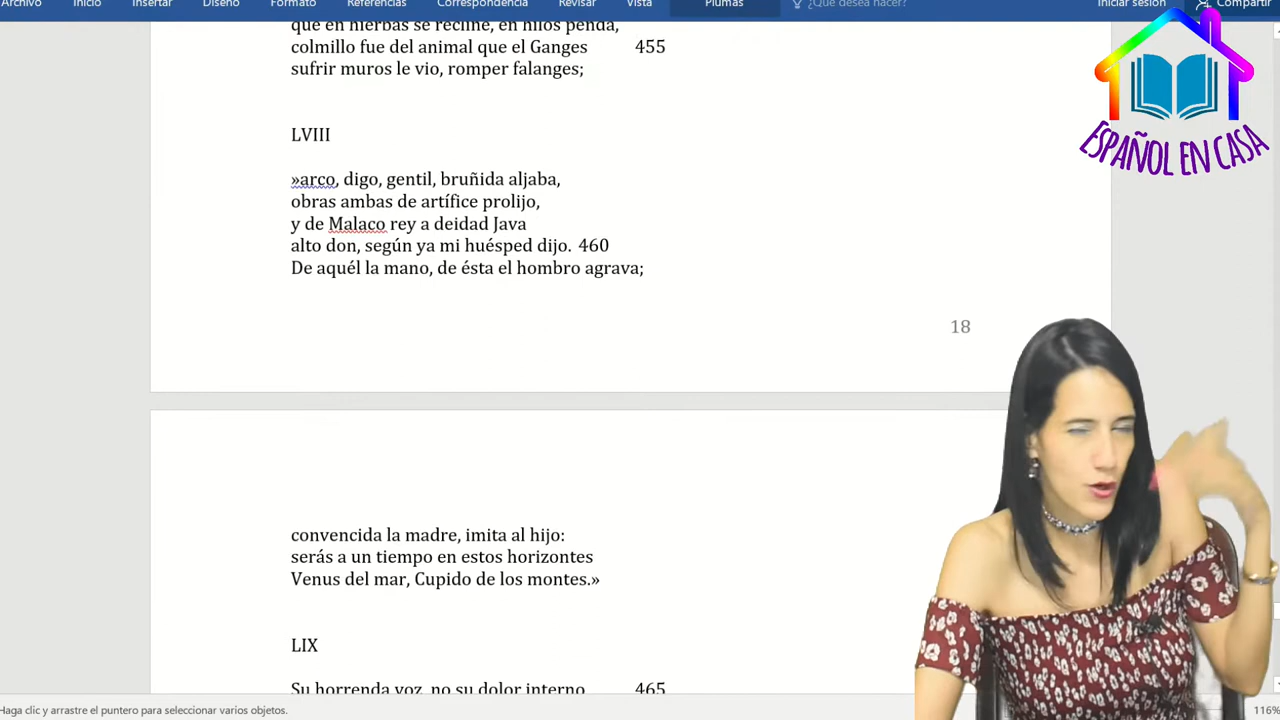 Archivo Inicio Insertar Diseño Formato Referencias Correspondencia Revisar Vista Plumas ¿Qué desea hacer? Iniciar sesión Compartir
que en hierbas se recline, en hilos penda,
colmillo fue del animal que el Ganges 455
sufrir muros le vio, romper falanges;
LVIII
»arco, digo, gentil, bruñida aljaba,
obras ambas de artífice prolijo,
y de Malaco rey a deidad Java
alto don, según ya mi huésped dijo. 460
De aquél la mano, de ésta el hombro agrava;
18
convencida la madre, imita al hijo:
serás a un tiempo en estos horizontes
Venus del mar, Cupido de los montes.»
LIX
Su horrenda voz, no su dolor interno 465
Haga clic y arrastre el puntero para seleccionar varios objetos. 116%
ESPAÑOL EN CASA